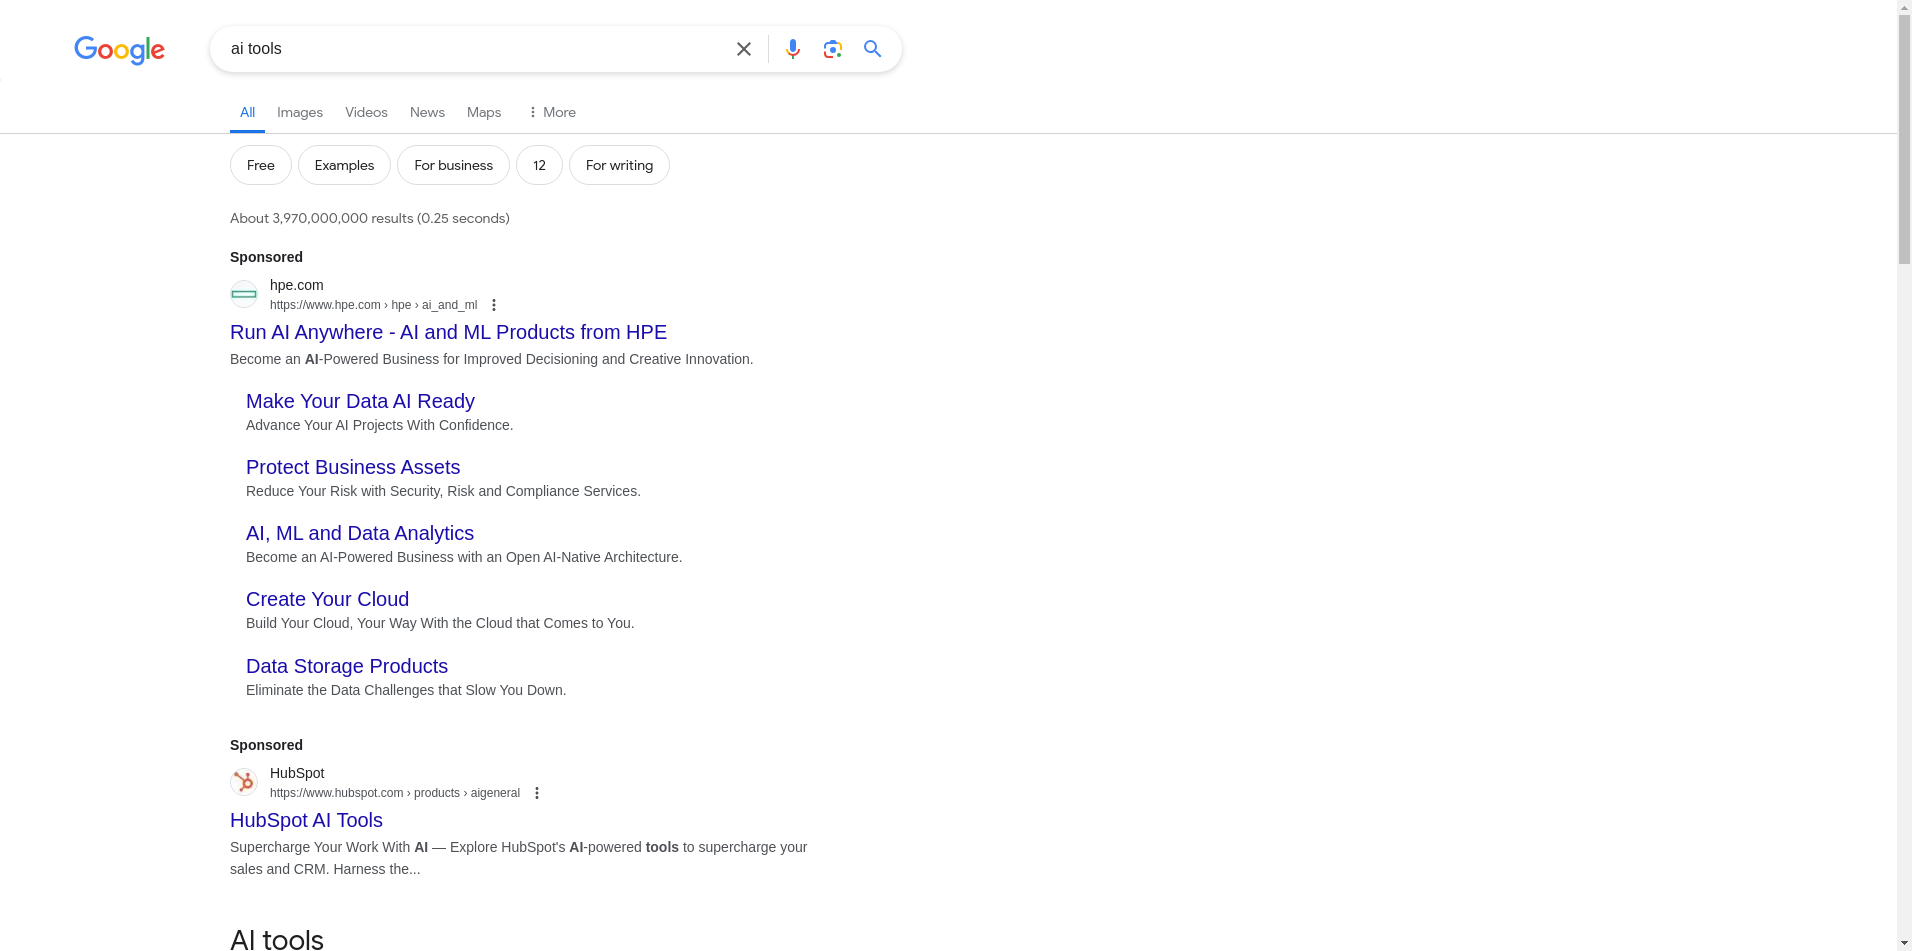 Google
ai tools
All Images Videos News Maps More
Free Examples For business 12 For writing
About 3,970,000,000 results (0.25 seconds)
Sponsored
hpe.com
https://www.hpe.com › hpe › ai_and_ml
Run AI Anywhere - AI and ML Products from HPE
Become an AI-Powered Business for Improved Decisioning and Creative Innovation.
Make Your Data AI Ready
Advance Your AI Projects With Confidence.
Protect Business Assets
Reduce Your Risk with Security, Risk and Compliance Services.
AI, ML and Data Analytics
Become an AI-Powered Business with an Open AI-Native Architecture.
Create Your Cloud
Build Your Cloud, Your Way With the Cloud that Comes to You.
Data Storage Products
Eliminate the Data Challenges that Slow You Down.
Sponsored
HubSpot
https://www.hubspot.com › products › aigeneral
HubSpot AI Tools
Supercharge Your Work With AI — Explore HubSpot's AI-powered tools to supercharge your
sales and CRM. Harness the...
AI tools